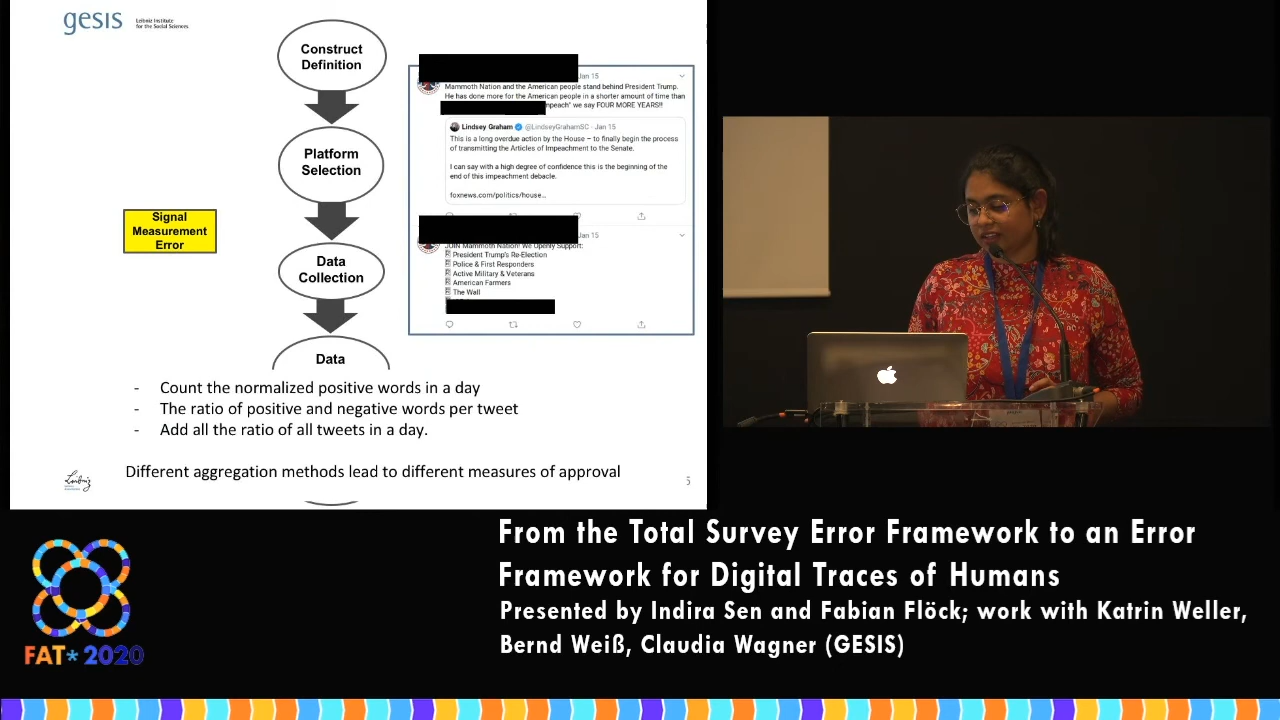 gesis
Leibniz Institute
for the Social Sciences
Construct
Definition
Platform
Selection
Signal
Measurement
Error
Data
Collection
Data
Jan 15
Mammoth Nation and the American people stand behind President Trump.
He has done more for the American people in a shorter amount of time than
impeach" we say FOUR MORE YEARS!!
Lindsey Graham @LindseyGrahamSC · Jan 15
This is a long overdue action by the House – to finally begin the process
of transmitting the Articles of Impeachment to the Senate.
I can say with a high degree of confidence this is the beginning of the
end of this impeachment debacle.
foxnews.com/politics/house...
Jan 15
JOIN Mammoth Nation! We Openly Support:
President Trump's Re-Election
Police & First Responders
Active Military & Veterans
American Farmers
The Wall
- Count the normalized positive words in a day
- The ratio of positive and negative words per tweet
- Add all the ratio of all tweets in a day.
Different aggregation methods lead to different measures of approval
Leibniz
5
From the Total Survey Error Framework to an Error
Framework for Digital Traces of Humans
Presented by Indira Sen and Fabian Flöck; work with Katrin Weller,
Bernd Weiß, Claudia Wagner (GESIS)
FAT* 2020